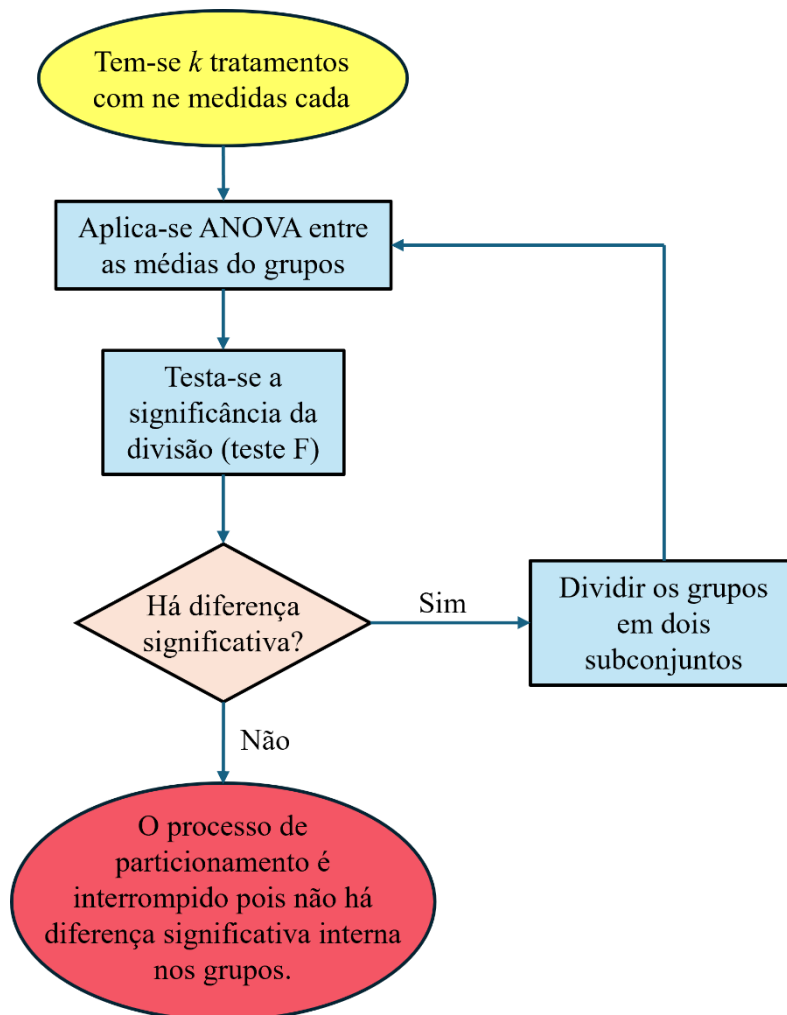 Tem-se k tratamentos
com ne medidas cada
Aplica-se ANOVA entre
as médias do grupos
Testa-se a
significância da
divisão (teste F)
Há diferença
significativa?
Sim
Dividir os grupos
em dois
subconjuntos
Não
O processo de
particionamento é
interrompido pois não há
diferença significativa interna
nos grupos.